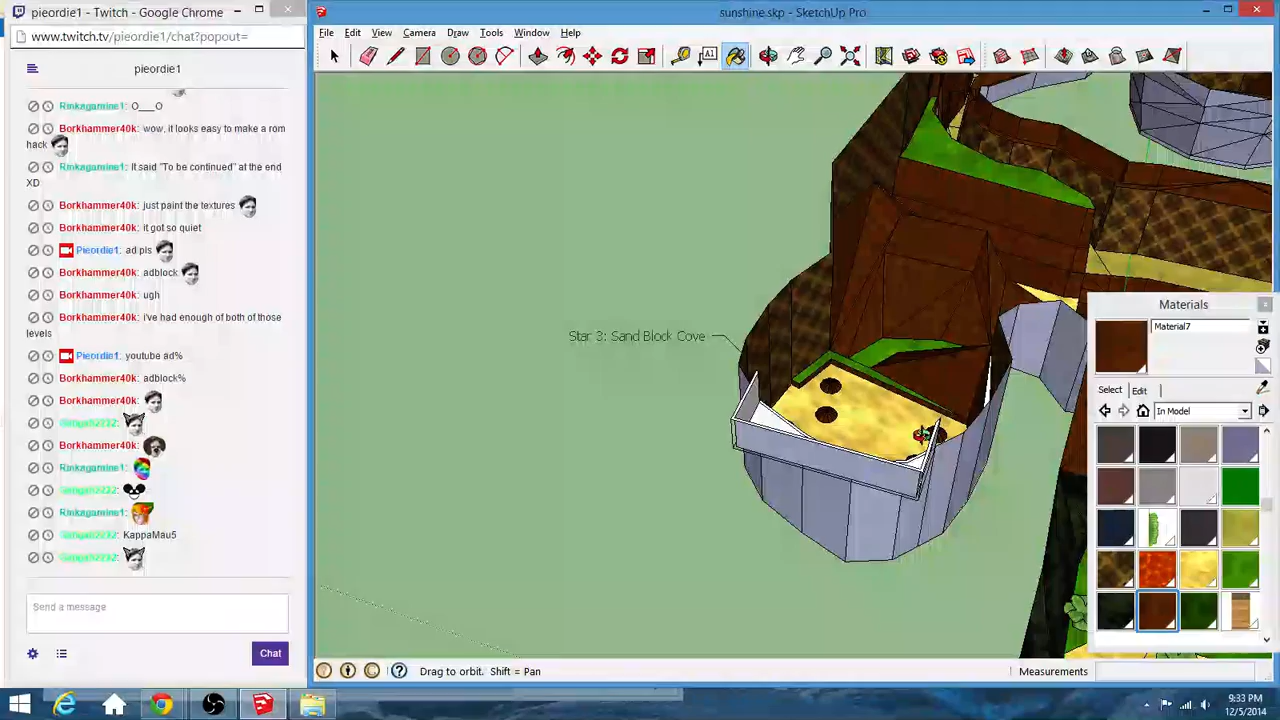 pieordie1 - Twitch - Google Chrome
www.twitch.tv/pieordie1/chat?popout=
pieordie1
Rinkagamine1: O___O
Borkhammer40k: wow, it looks easy to make a rom
hack
Rinkagamine1: It said "To be continued" at the end
XD
Borkhammer40k: just paint the textures
Borkhammer40k: it got so quiet
Pieordie1: ad pls
Borkhammer40k: adblock
Borkhammer40k: ugh
Borkhammer40k: i've had enough of both of those
levels
Pieordie1: youtube ad%
Borkhammer40k: adblock%
Borkhammer40k:
Borkhammer40k:
Rinkagamine1:
Rinkagamine1:
KappaMau5
Send a message
Chat
sunshine.skp - SketchUp Pro
File Edit View Camera Draw Tools Window Help
A1
Star 3: Sand Block Cove
Materials
Material7
Select Edit
In Model
Drag to orbit. Shift = Pan
Measurements
9:33 PM
12/5/2014